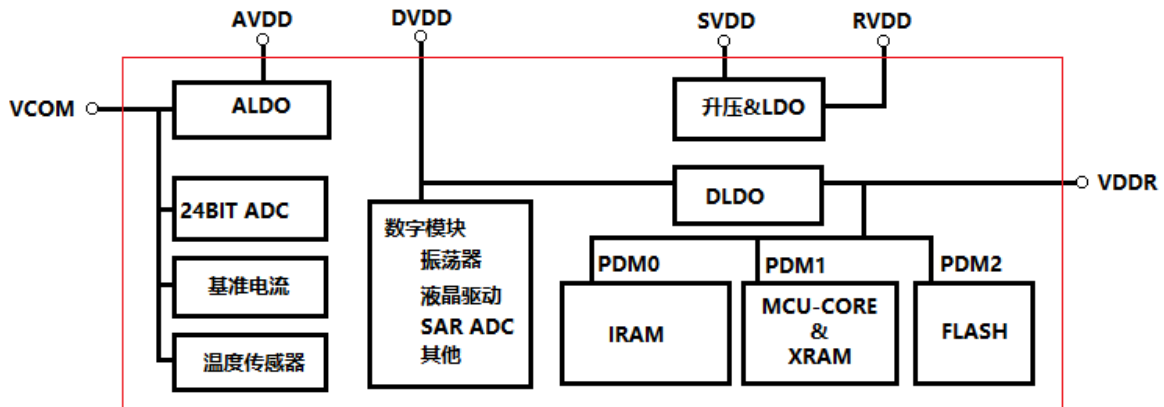 AVDD
DVDD
SVDD
RVDD
VCOM
ALDO
升压&LDO
24BIT ADC
DLDO
VDDR
数字模块
振荡器
液晶驱动
SAR ADC
其他
基准电流
温度传感器
PDM0
PDM1
PDM2
IRAM
MCU-CORE
&
XRAM
FLASH